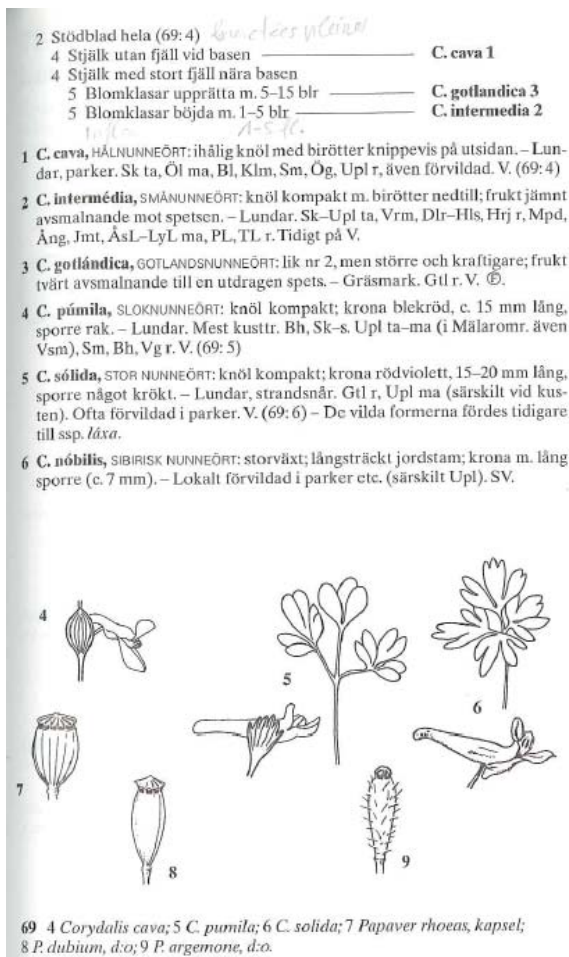 2 Stödblad hela (69:4)
4 Stjälk utan fjäll vid basen C. cava 1
4 Stjälk med stort fjäll nära basen
5 Blomklasar upprätta m. 5–15 blr C. gotlandica 3
5 Blomklasar böjda m. 1–5 blr C. intermedia 2
1–5 fl.
1 C. cava, HÅLNUNNEÖRT: ihålig knöl med birötter knippevis på utsidan. – Lun-
dar, parker. Sk ta, Öl ma, Bl, Klm, Sm, Ög, Upl r, även förvildad. V. (69:4)
2 C. intermédia, SMÅNUNNEÖRT: knöl kompakt m. birötter nedtill; frukt jämnt
avsmalnande mot spetsen. – Lundar. Sk–Upl ta, Vrm, Dlr–Hls, Hrj r, Mpd,
Ång, Jmt, ÅsL–LyL ma, PL, TL r. Tidigt på V.
3 C. gotlándica, GOTLANDSNUNNEÖRT: lik nr 2, men större och kraftigare; frukt
tvärt avsmalnande till en utdragen spets. – Gräsmark. Gtl r. V. Ⓕ.
4 C. púmila, SLOKNUNNEÖRT: knöl kompakt; krona blekröd, c. 15 mm lång,
sporre rak. – Lundar. Mest kusttr. Bh, Sk–s. Upl ta–ma (i Mälaromr. även
Vsm), Sm, Bh, Vg r. V. (69: 5)
5 C. sólida, STOR NUNNEÖRT: knöl kompakt; krona rödviolett, 15–20 mm lång,
sporre något krökt. – Lundar, strandsnår. Gtl r, Upl ma (särskilt vid kus-
ten). Ofta förvildad i parker. V. (69:6) – De vilda formerna fördes tidigare
till ssp. láxa.
6 C. nóbilis, SIBIRISK NUNNEÖRT: storväxt; långsträckt jordstam; krona m. lång
sporre (c. 7 mm). – Lokalt förvildad i parker etc. (särskilt Upl). SV.
4
5
6
7
8
9
69 4 Corydalis cava; 5 C. pumila; 6 C. solida; 7 Papaver rhoeas, kapsel;
8 P. dubium, d:o; 9 P. argemone, d:o.